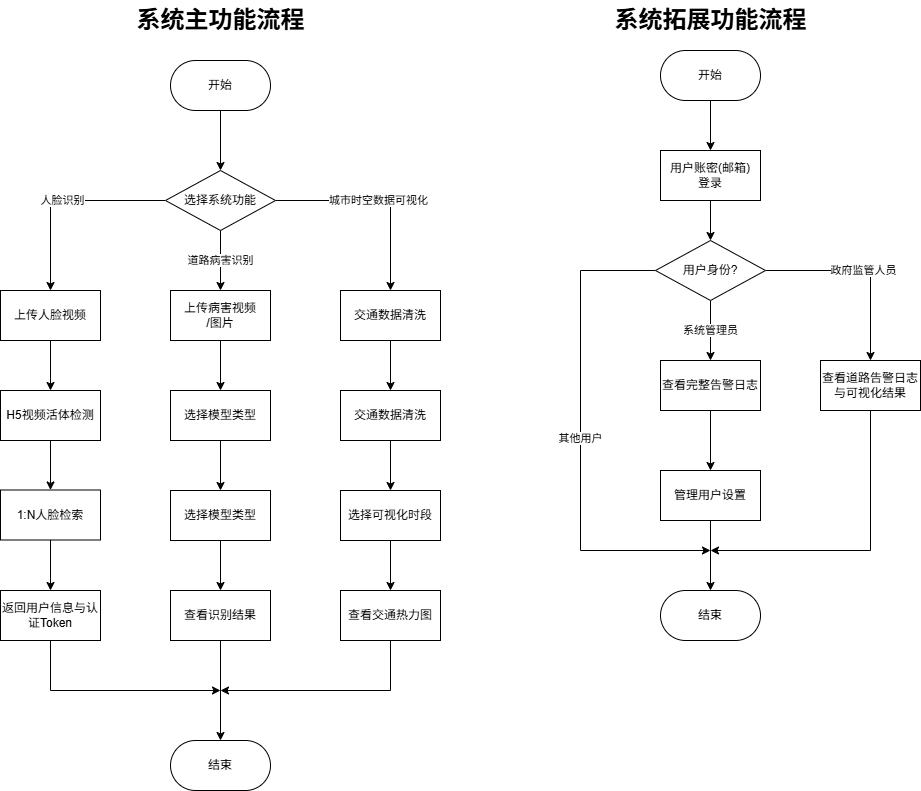 系统主功能流程
开始
选择系统功能
人脸识别
道路病害识别
城市时空数据可视化
上传人脸视频
H5视频活体检测
1:N人脸检索
返回用户信息与认
证Token
上传病害视频
/图片
选择模型类型
选择模型类型
查看识别结果
交通数据清洗
交通数据清洗
选择可视化时段
查看交通热力图
结束
系统拓展功能流程
开始
用户账密(邮箱)
登录
用户身份?
其他用户
系统管理员
政府监管人员
查看完整告警日志
管理用户设置
查看道路告警日志
与可视化结果
结束